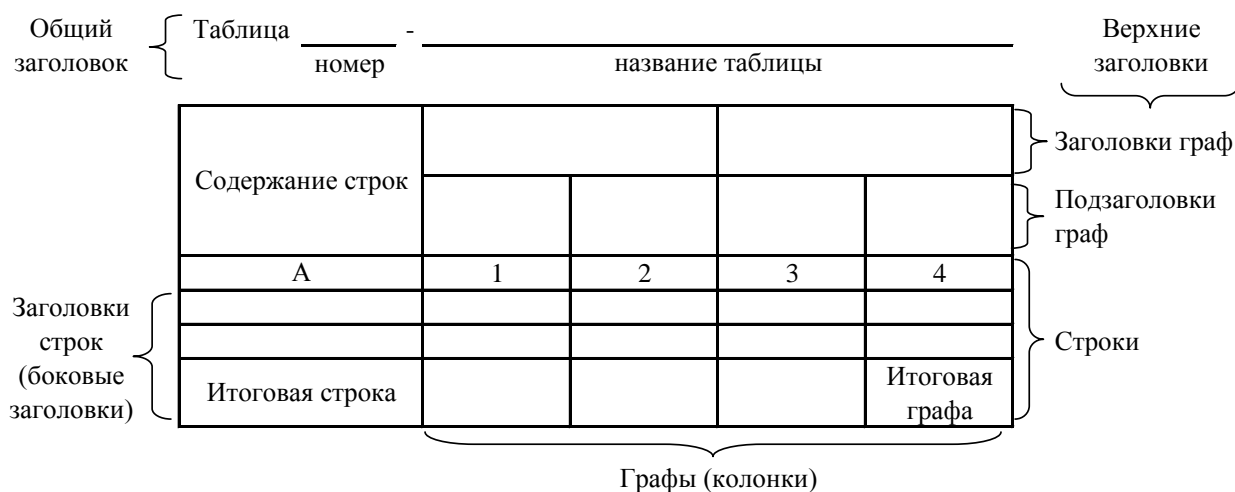 Общий
заголовок
Таблица -
номер
название таблицы
Верхние
заголовки
Содержание строк
Заголовки граф
Подзаголовки
граф
А 1 2 3 4
Заголовки
строк
(боковые
заголовки)
Строки
Итоговая строка
Итоговая
графа
Графы (колонки)